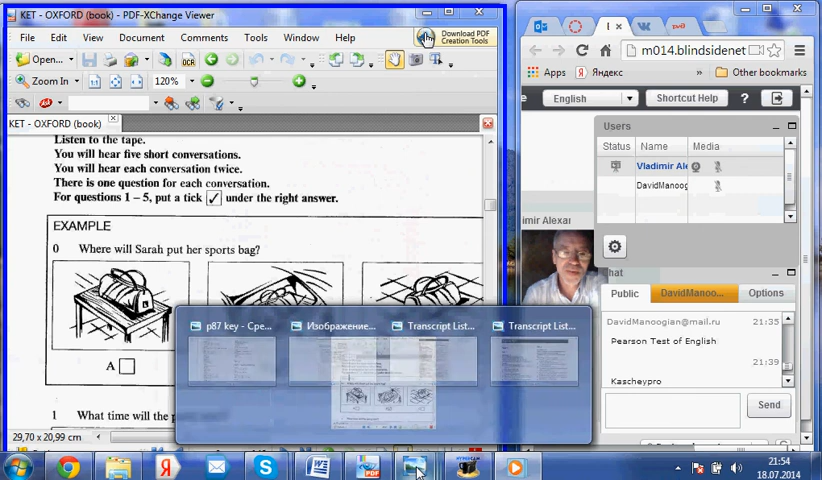 KET - OXFORD (book) - PDF-XChange Viewer
File Edit View Document Comments Tools Window Help
Download PDF
Creation Tools
Open...
OCR
Zoom In
120%
KET - OXFORD (book)
Listen to the tape.
You will hear five short conversations.
You will hear each conversation twice.
There is one question for each conversation.
For questions 1 – 5, put a tick ✓ under the right answer.
EXAMPLE
0 Where will Sarah put her sports bag?
A
1 What time will the
29,70 x 20,99 cm
p87 key - Сре...
Изображение...
Transcript List...
Transcript List...
m014.blindsidenet
Apps
Яндекс
Other bookmarks
English
Shortcut Help
?
Users
Status Name Media
Vladimir Ale
DavidManoog
imir Alexar
hat
Public
DavidManoo...
Options
DavidManoogian@mail.ru 21:35
Pearson Test of English
21:39
Kascheypro
Send
21:54
18.07.2014